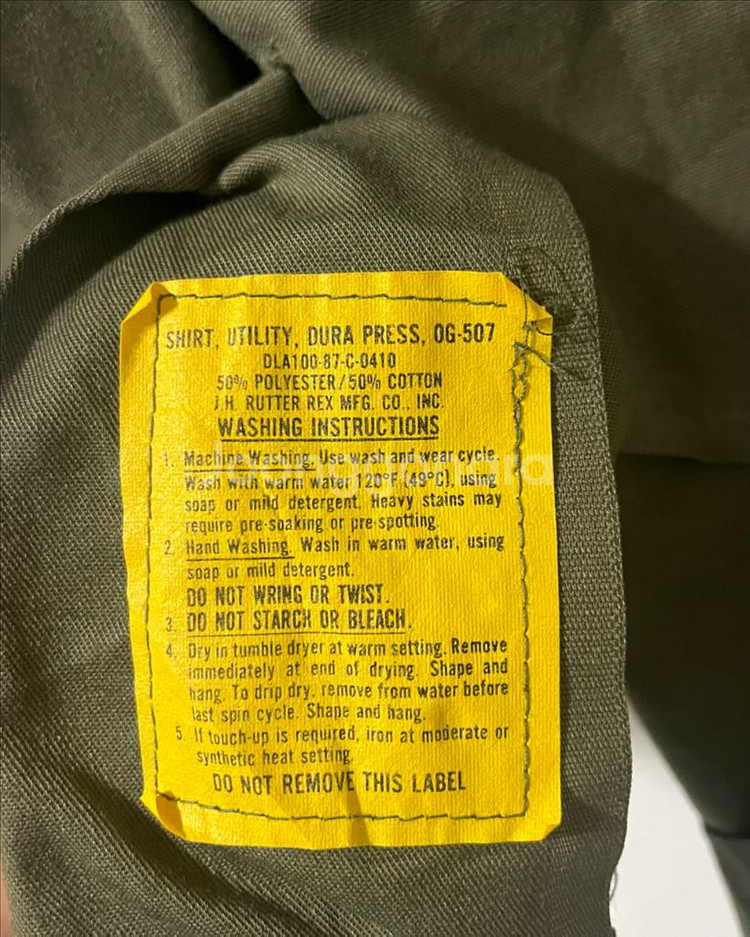 SHIRT, UTILITY, DURA PRESS, OG-507
DLA100-87-C-0410
50% POLYESTER/50% COTTON
J.H. RUTTER REX MFG. CO., INC.
WASHING INSTRUCTIONS
1. Machine Washing. Use wash and wear cycle.
Wash with warm water 120°F (49°C), using
soap or mild detergent. Heavy stains may
require pre-soaking or pre-spotting.
2. Hand Washing. Wash in warm water, using
soap or mild detergent.
DO NOT WRING OR TWIST.
3. DO NOT STARCH OR BLEACH.
4. Dry in tumble dryer at warm setting. Remove
immediately at end of drying. Shape and
hang. To drip dry, remove from water before
last spin cycle. Shape and hang.
5. If touch-up is required, iron at moderate or
synthetic heat setting.
DO NOT REMOVE THIS LABEL